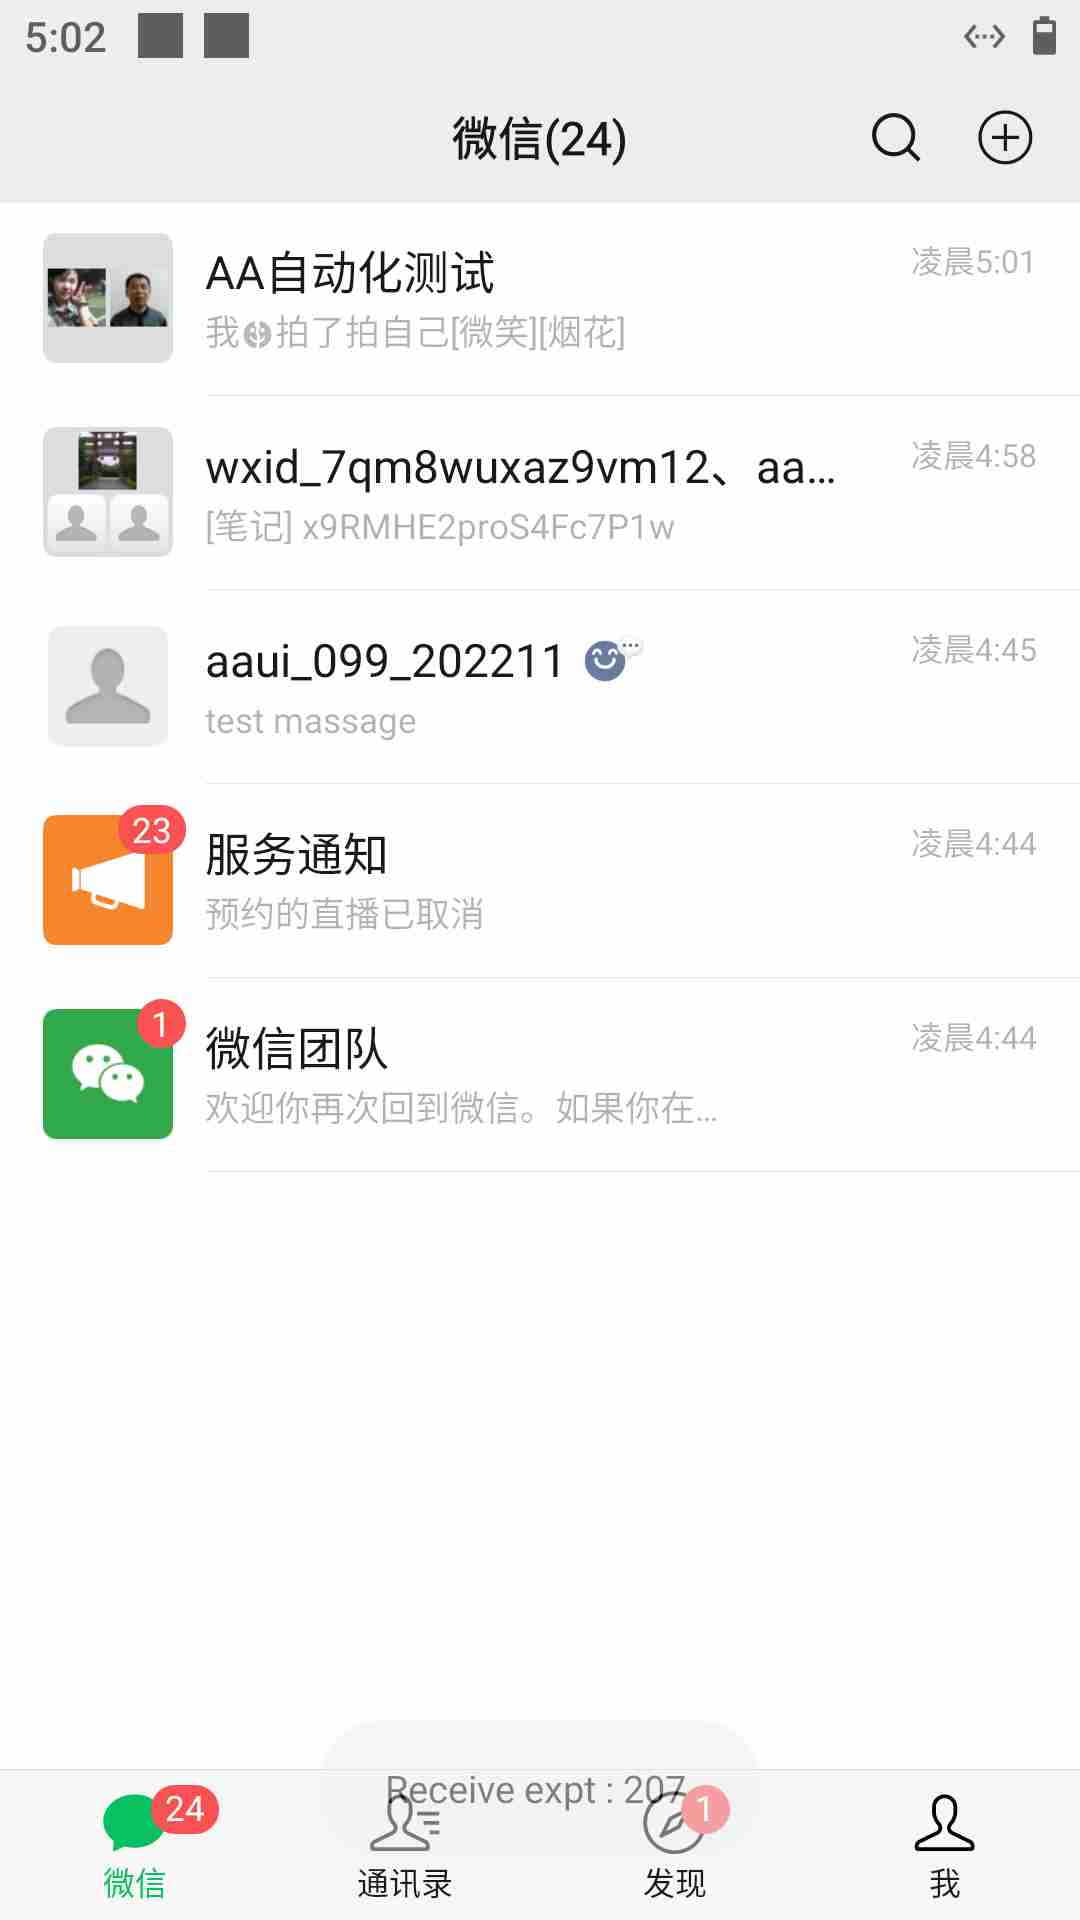 5:02
微信(24)
AA自动化测试
凌晨5:01
我拍了拍自己[微笑][烟花]
wxid_7qm8wuxaz9vm12、aa...
凌晨4:58
[笔记] x9RMHE2proS4Fc7P1w
aaui_099_202211
凌晨4:45
test massage
23
服务通知
凌晨4:44
预约的直播已取消
1
微信团队
凌晨4:44
欢迎你再次回到微信。如果你在...
Receive expt : 207
24
1
微信
通讯录
发现
我